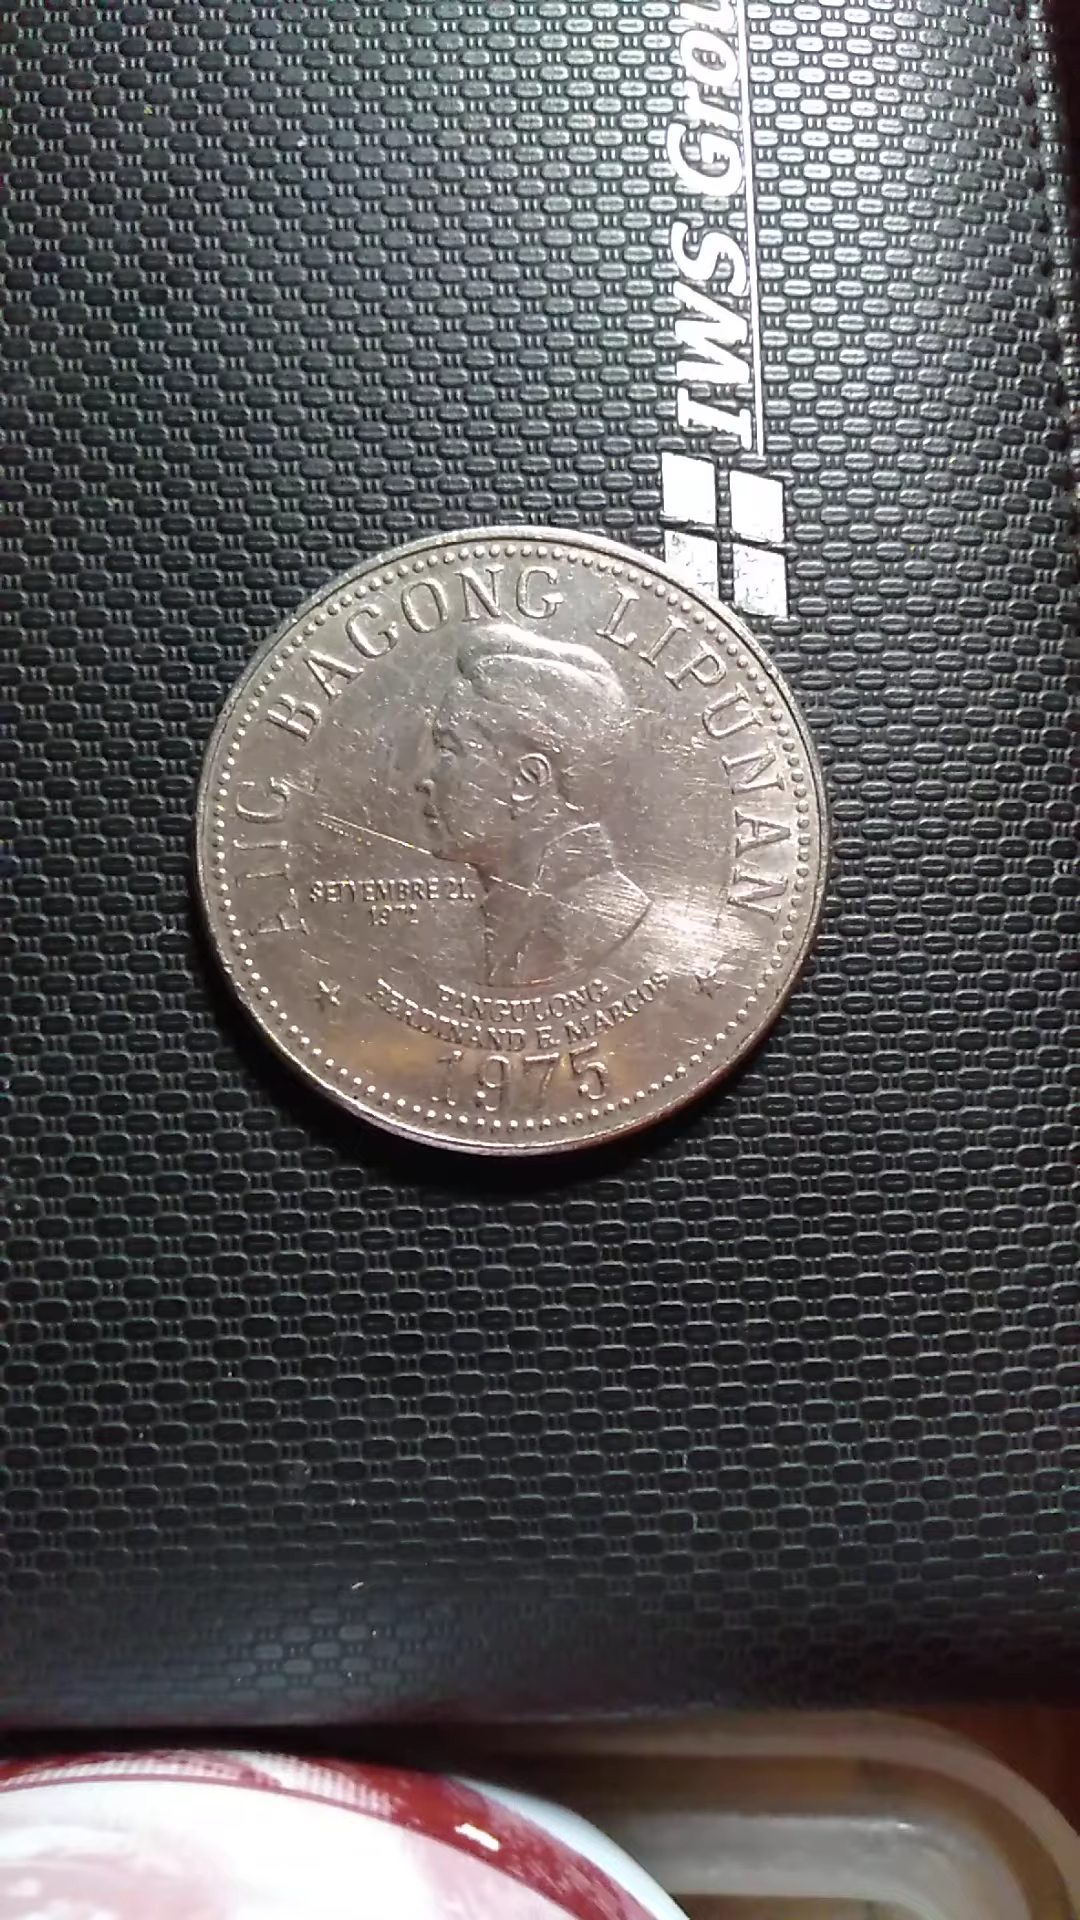 TWS Grou
ANG BAGONG LIPUNAN
SETYEMBRE 21,
1972
PANGULONG
FERDINAND E. MARCOS
1975